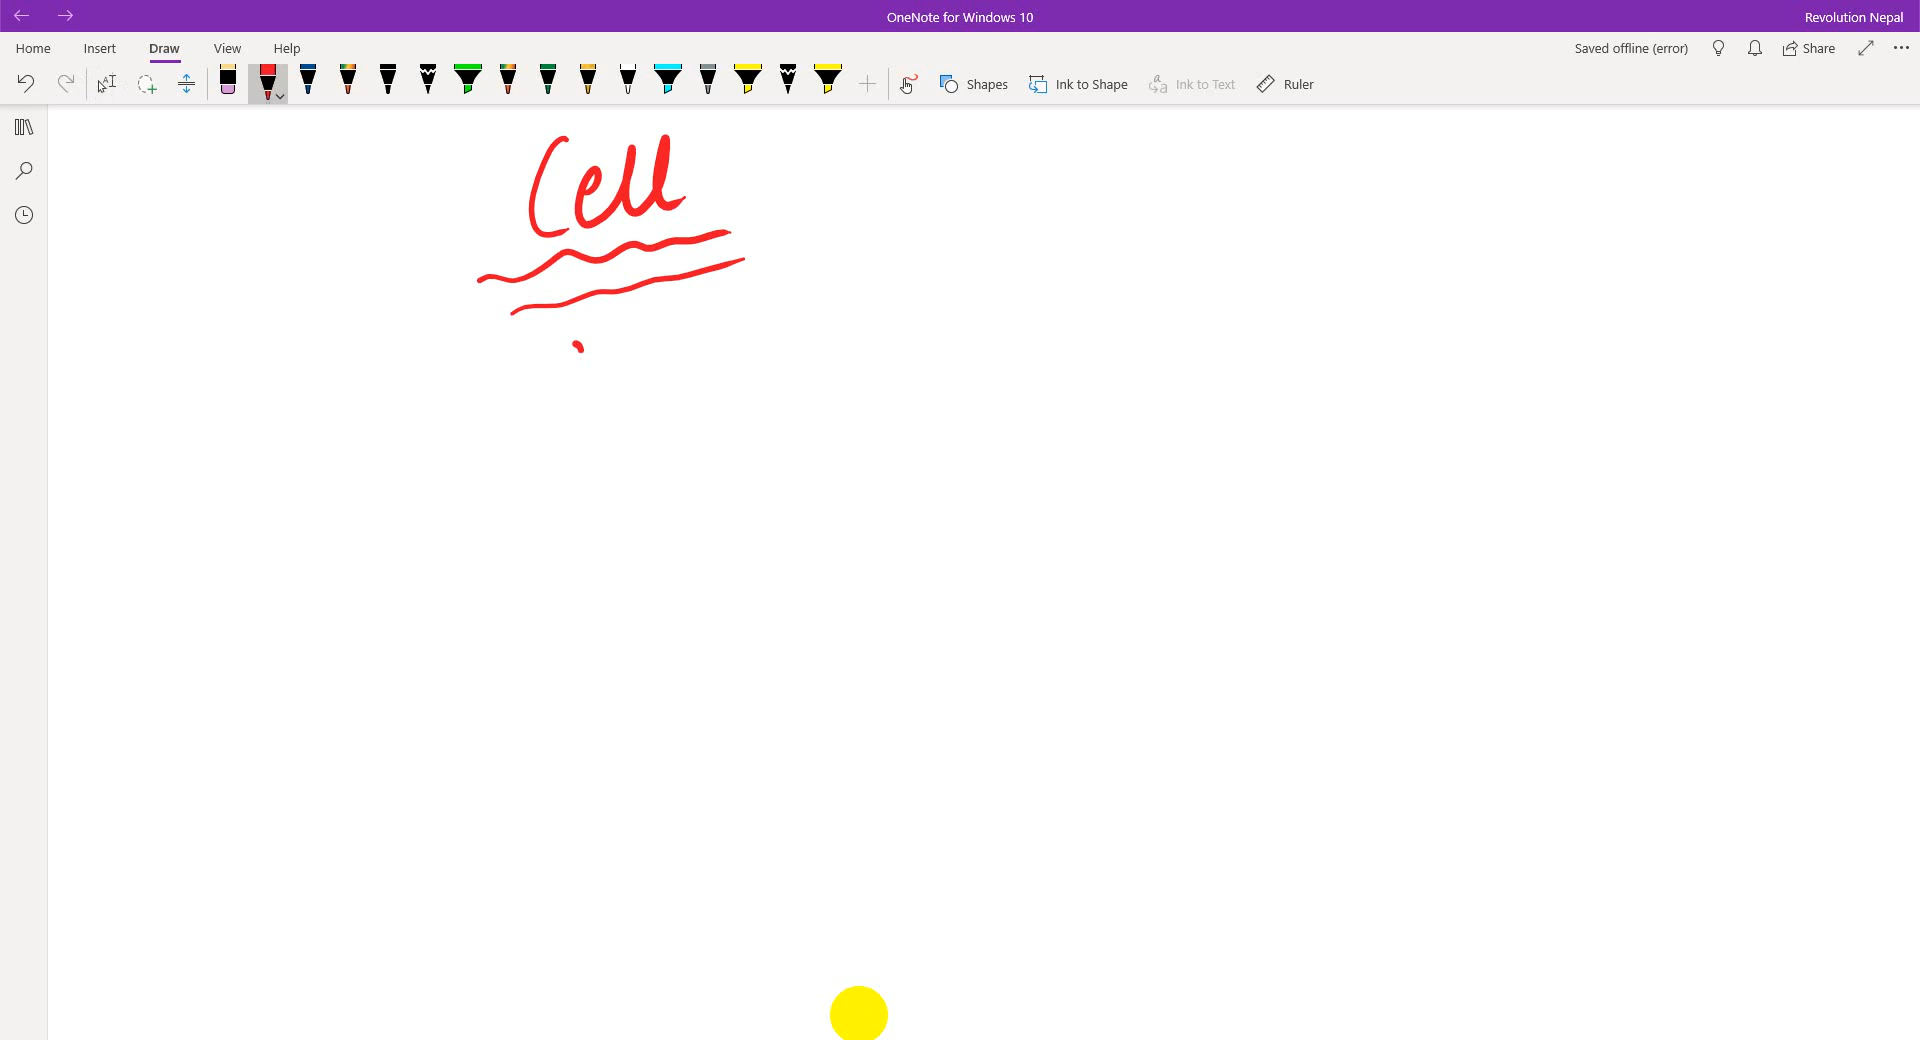 OneNote for Windows 10
Revolution Nepal
Home Insert Draw View Help
Saved offline (error) Share
Shapes Ink to Shape Ink to Text Ruler
Cell